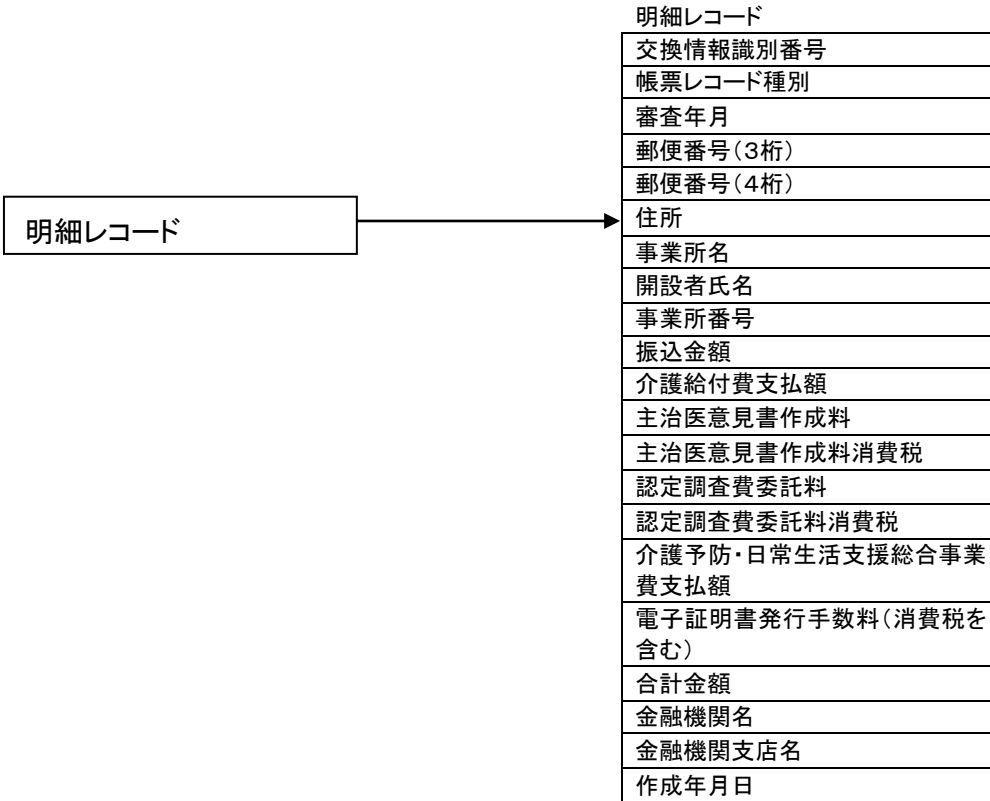 明細レコード
明細レコード
交換情報識別番号
帳票レコード種別
審査年月
郵便番号(3桁)
郵便番号(4桁)
住所
事業所名
開設者氏名
事業所番号
振込金額
介護給付費支払額
主治医意見書作成料
主治医意見書作成料消費税
認定調査費委託料
認定調査費委託料消費税
介護予防・日常生活支援総合事業
費支払額
電子証明書発行手数料(消費税を
含む)
合計金額
金融機関名
金融機関支店名
作成年月日